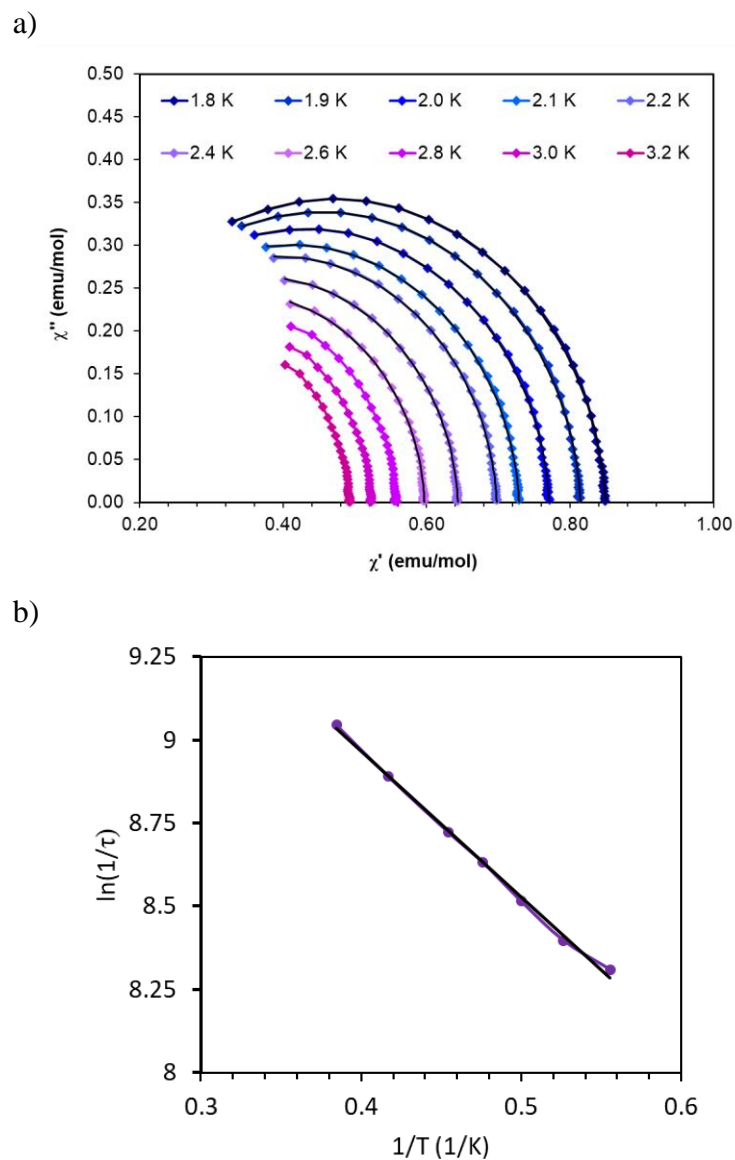 a)
0.50
1.8 K 1.9 K 2.0 K 2.1 K 2.2 K
0.45
0.40
2.4 K 2.6 K 2.8 K 3.0 K 3.2 K
0.35
0.30
0.25
0.20
0.15
0.10
0.05
0.00
χ" (emu/mol)
0.20 0.40 0.60 0.80 1.00
χ' (emu/mol)
b)
9.25
9
8.75
8.5
8.25
8
ln(1/τ)
0.3 0.4 0.5 0.6
1/T (1/K)